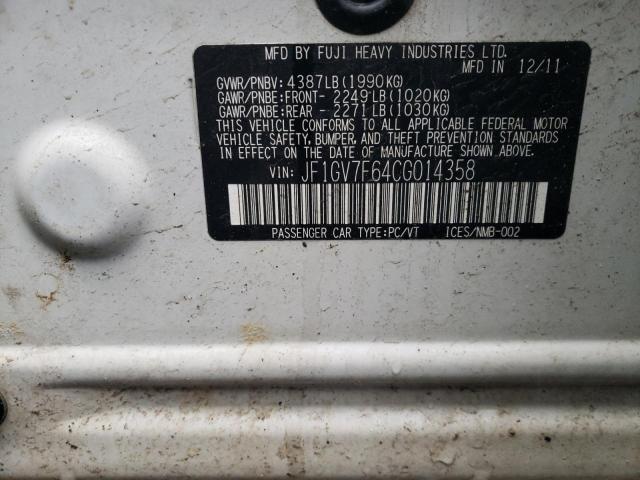 MFD BY FUJI HEAVY INDUSTRIES LTD.
MFD IN 12/11
GVWR/PNBV: 4387LB(1990KG)
GAWR/PNBE:FRONT- 2249LB(1020KG)
GAWR/PNBE:REAR - 2271LB(1030KG)
THIS VEHICLE CONFORMS TO ALL APPLICABLE FEDERAL MOTOR
VEHICLE SAFETY, BUMPER, AND THEFT PREVENTION STANDARDS
IN EFFECT ON THE DATE OF MANUFACTURE SHOWN ABOVE.
VIN: JF1GV7F64CG014358
PASSENGER CAR TYPE:PC/VT ICES/NMB-002